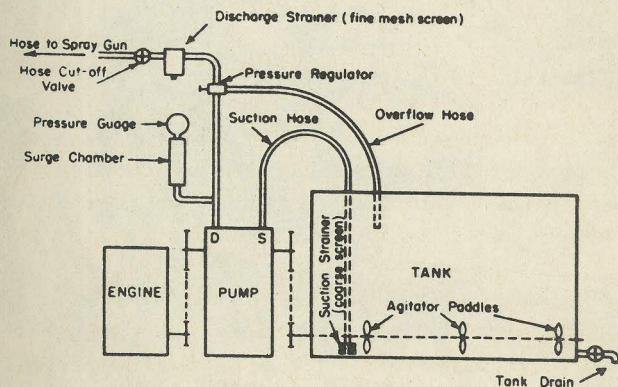 Discharge Strainer (fine mesh screen)
Hose to Spray Gun
Hose Cut-off
Valve
Pressure Regulator
Pressure Guage
Suction Hose
Overflow Hose
Surge Chamber
D
S
ENGINE
PUMP
Suction Strainer
(coarse screen)
TANK
Agitator Paddles
Tank Drain